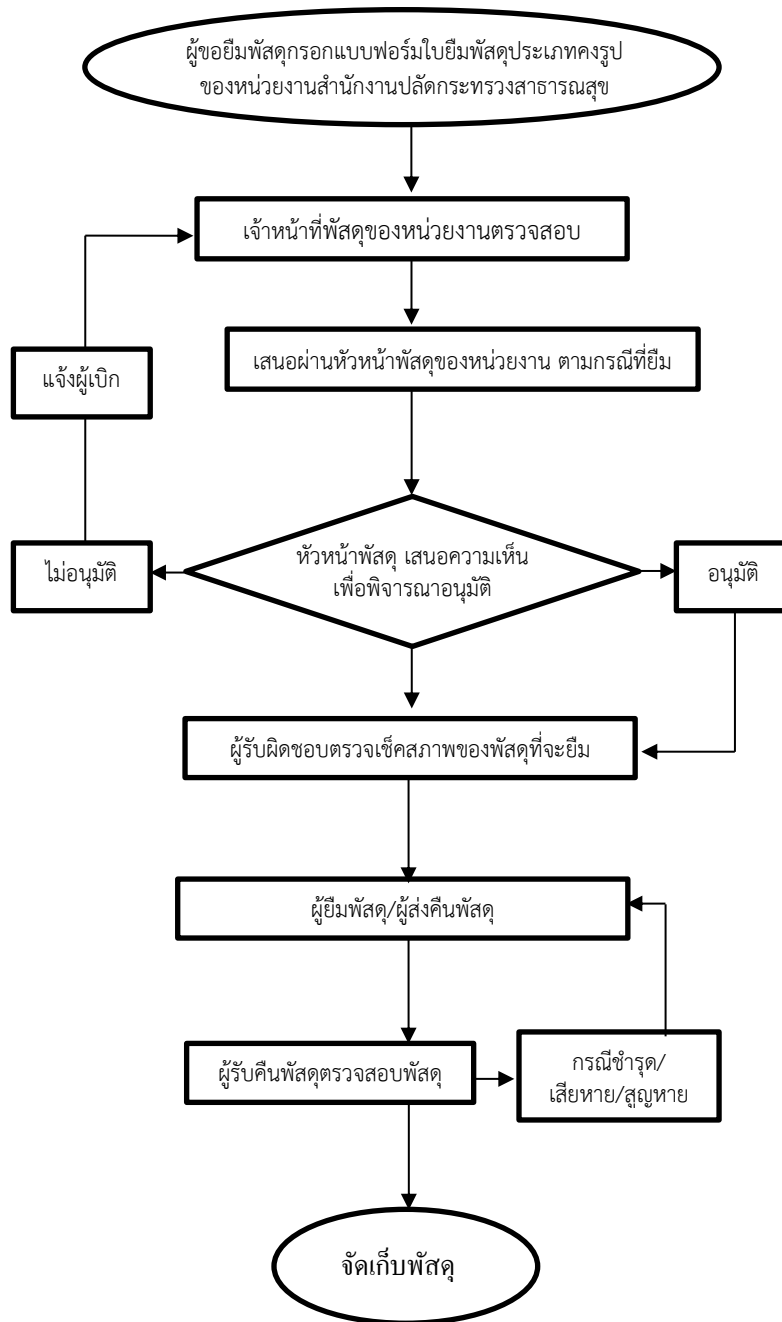 ผู้ขอยืมพัสดุกรอกแบบฟอร์มใบยืมพัสดุประเภทคงรูป
ของหน่วยงานสำนักงานปลัดกระทรวงสาธารณสุข
เจ้าหน้าที่พัสดุของหน่วยงานตรวจสอบ
เสนอผ่านหัวหน้าพัสดุของหน่วยงาน ตามกรณีที่ยืม
แจ้งผู้เบิก
หัวหน้าพัสดุ เสนอความเห็น
เพื่อพิจารณาอนุมัติ
ไม่อนุมัติ
อนุมัติ
ผู้รับผิดชอบตรวจเช็คสภาพของพัสดุที่จะยืม
ผู้ยืมพัสดุ/ผู้ส่งคืนพัสดุ
ผู้รับคืนพัสดุตรวจสอบพัสดุ
กรณีชำรุด/
เสียหาย/สูญหาย
จัดเก็บพัสดุ